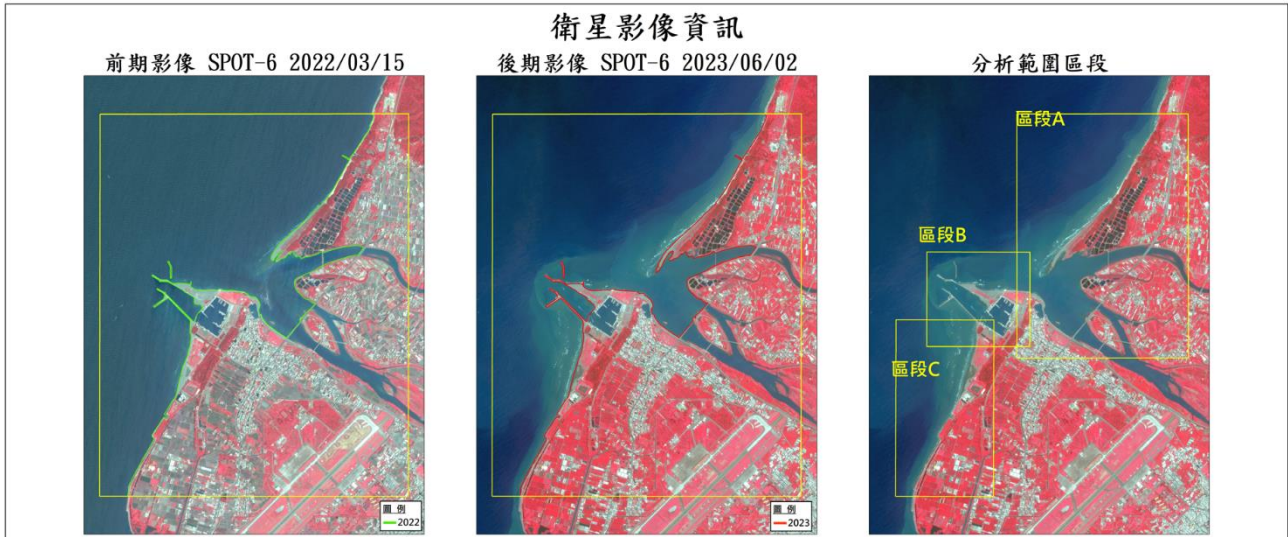 衛星影像資訊
前期影像 SPOT-6 2022/03/15
後期影像 SPOT-6 2023/06/02
分析範圍區段
圖例
2022
圖例
2023
區段A
區段B
區段C